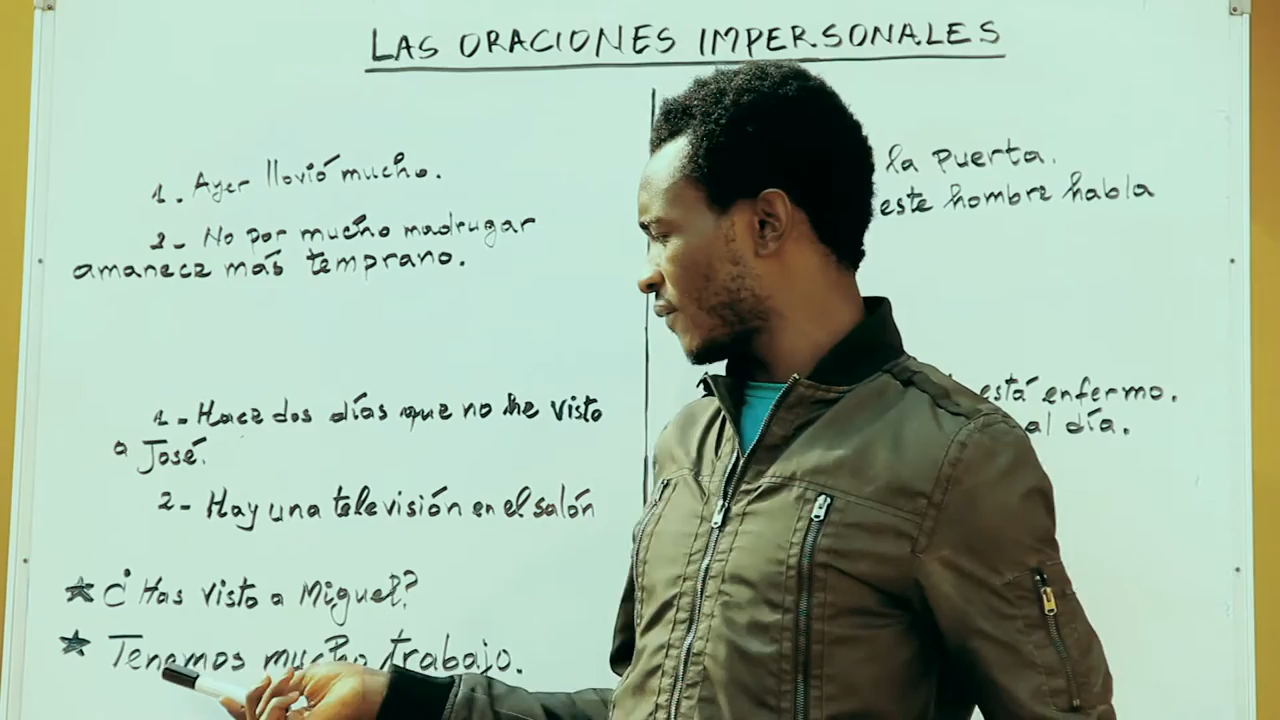 LAS ORACIONES IMPERSONALES
1. Ayer llovió mucho.
2- No por mucho madrugar
amanece más temprano.
1- Hace dos días que no he visto
a José.
2- Hay una televisión en el salón
¿Has visto a Miguel?
Tenemos mucho trabajo.
la puerta.
este hombre habla
está enfermo.
al día.